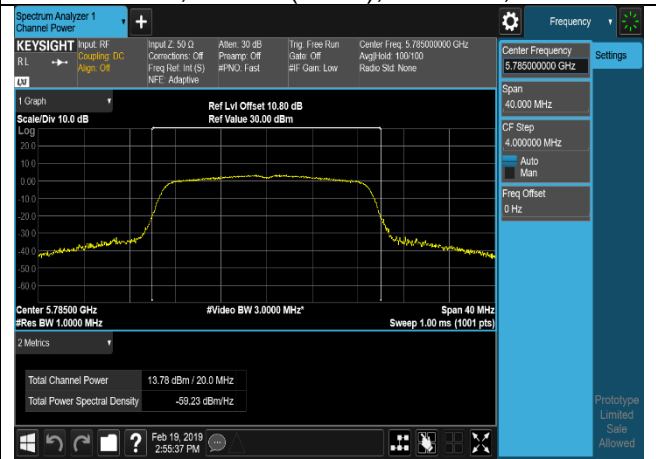 Spectrum Analyzer 1
Channel Power
+
Frequency
KEYSIGHT
RL
LXI
Input: RF
Coupling: DC
Align: Off
Input Z: 50 Ω
Corrections: Off
Freq Ref: Int (S)
NFE: Adaptive
Atten: 30 dB
Preamp: Off
#PNO: Fast
Trig: Free Run
Gate: Off
#IF Gain: Low
Center Freq: 5.785000000 GHz
Avg|Hold: 100/100
Radio Std: None
Center Frequency
5.785000000 GHz
Settings
Span
40.000 MHz
CF Step
4.000000 MHz
Auto
Man
Freq Offset
0 Hz
1 Graph
Scale/Div 10.0 dB
Ref Lvl Offset 10.80 dB
Ref Value 30.00 dBm
Log
20.0
10.0
0.00
-10.0
-20.0
-30.0
-40.0
-50.0
-60.0
Center 5.78500 GHz
#Video BW 3.0000 MHz*
Span 40 MHz
#Res BW 1.0000 MHz
Sweep 1.00 ms (1001 pts)
2 Metrics
Total Channel Power 13.78 dBm / 20.0 MHz
Total Power Spectral Density -59.23 dBm/Hz
Prototype
Limited
Sale
Allowed
?
Feb 19, 2019
2:55:37 PM